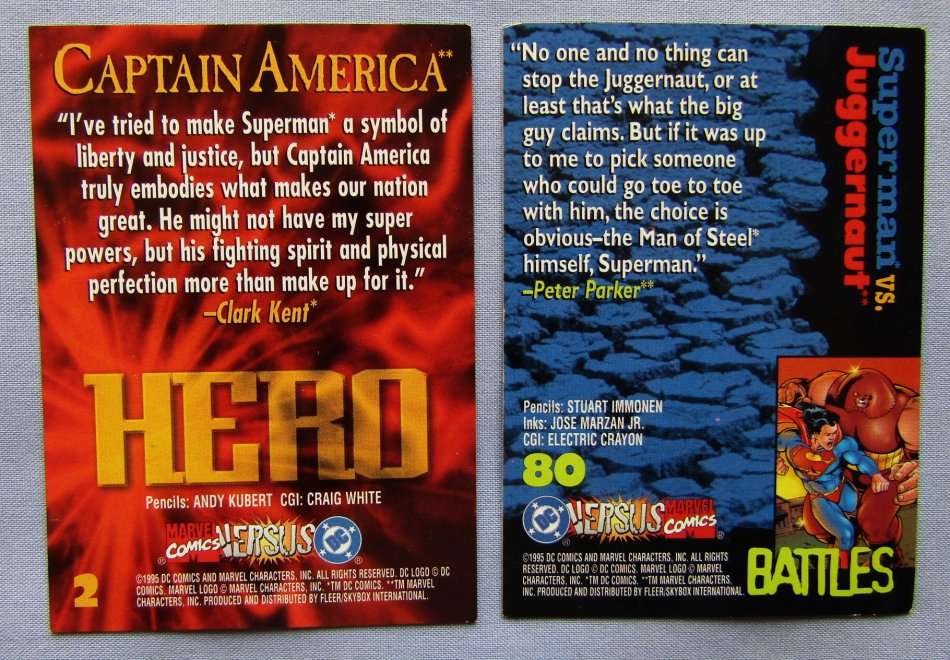 CAPTAIN AMERICA**
"I've tried to make Superman* a symbol of
liberty and justice, but Captain America
truly embodies what makes our nation
great. He might not have my super
powers, but his fighting spirit and physical
perfection more than make up for it."
–Clark Kent*
HERO
Pencils: ANDY KUBERT CGI: CRAIG WHITE
MARVEL COMICS VERSUS DC
2
©1995 DC COMICS AND MARVEL CHARACTERS, INC. ALL RIGHTS RESERVED. DC LOGO © DC
COMICS. MARVEL LOGO © MARVEL CHARACTERS, INC. *TM DC COMICS. **TM MARVEL
CHARACTERS, INC. PRODUCED AND DISTRIBUTED BY FLEER/SKYBOX INTERNATIONAL.
"No one and no thing can
stop the Juggernaut, or at
least that's what the big
guy claims. But if it was up
to me to pick someone
who could go toe to toe
with him, the choice is
obvious–the Man of Steel*
himself, Superman."
–Peter Parker**
Superman* vs.
Juggernaut**
Pencils: STUART IMMONEN
Inks: JOSE MARZAN JR.
CGI: ELECTRIC CRAYON
80
DC VERSUS MARVEL COMICS
©1995 DC COMICS AND MARVEL CHARACTERS, INC. ALL RIGHTS
RESERVED. DC LOGO © DC COMICS. MARVEL LOGO © MARVEL
CHARACTERS, INC. *TM DC COMICS. **TM MARVEL CHARACTERS,
INC. PRODUCED AND DISTRIBUTED BY FLEER/SKYBOX INTERNATIONAL.
BATTLES